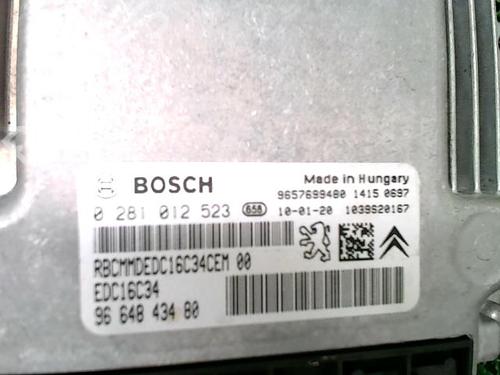 BOSCH
Made in Hungary
9657699480 1415 0697
0 281 012 523 658 10-01-20 1039S20167
RBCMMDEDC16C34CEM 00
EDC16C34
96 648 434 80